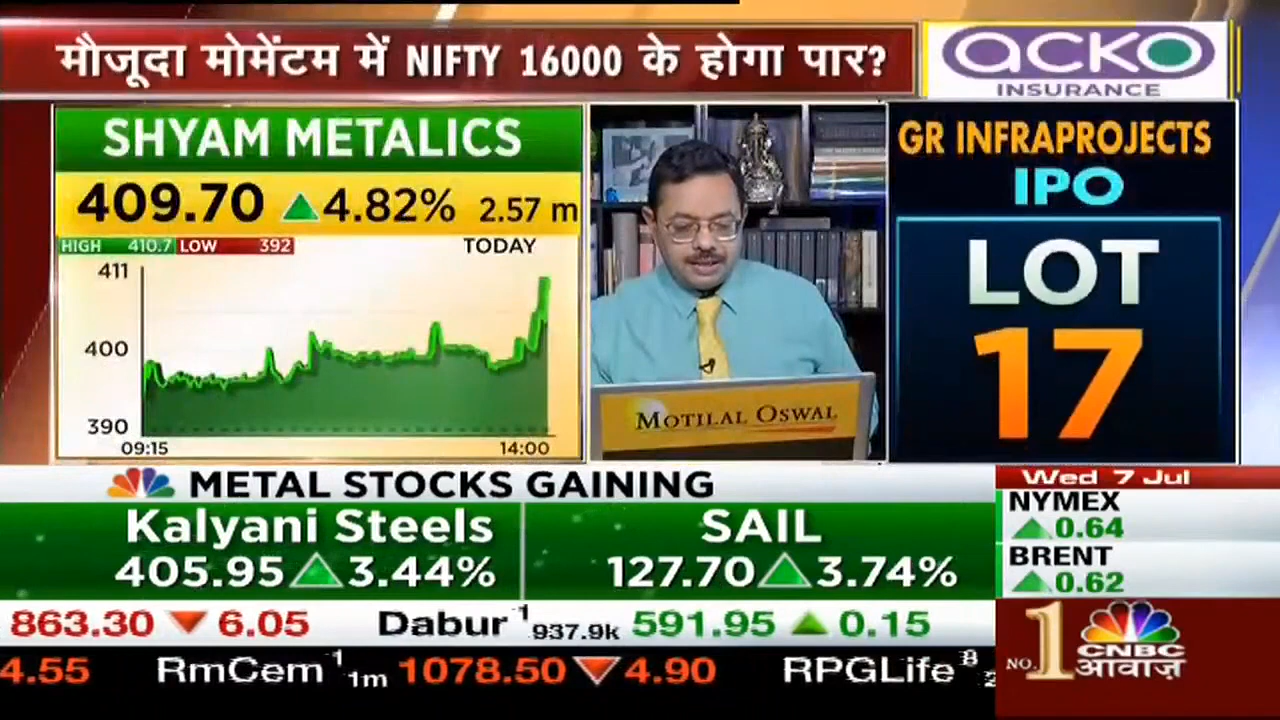 मौजूदा मोमेंटम में NIFTY 16000 के होगा पार?
acko
INSURANCE
SHYAM METALICS
409.70 ▲4.82% 2.57 m
HIGH 410.7 LOW 392 TODAY
411
400
390
09:15 14:00
MOTILAL OSWAL
GR INFRAPROJECTS
IPO
LOT
17
METAL STOCKS GAINING
Kalyani Steels
405.95 ▲ 3.44%
SAIL
127.70 ▲ 3.74%
Wed 7 Jul
NYMEX
▲ 0.64
BRENT
▲ 0.62
863.30 ▼ 6.05 Dabur 1 937.9k 591.95 ▲ 0.15
4.55 RmCem 1 1m 1078.50 ▼ 4.90 RPGLife 8
NO. 1 CNBC
आवाज़